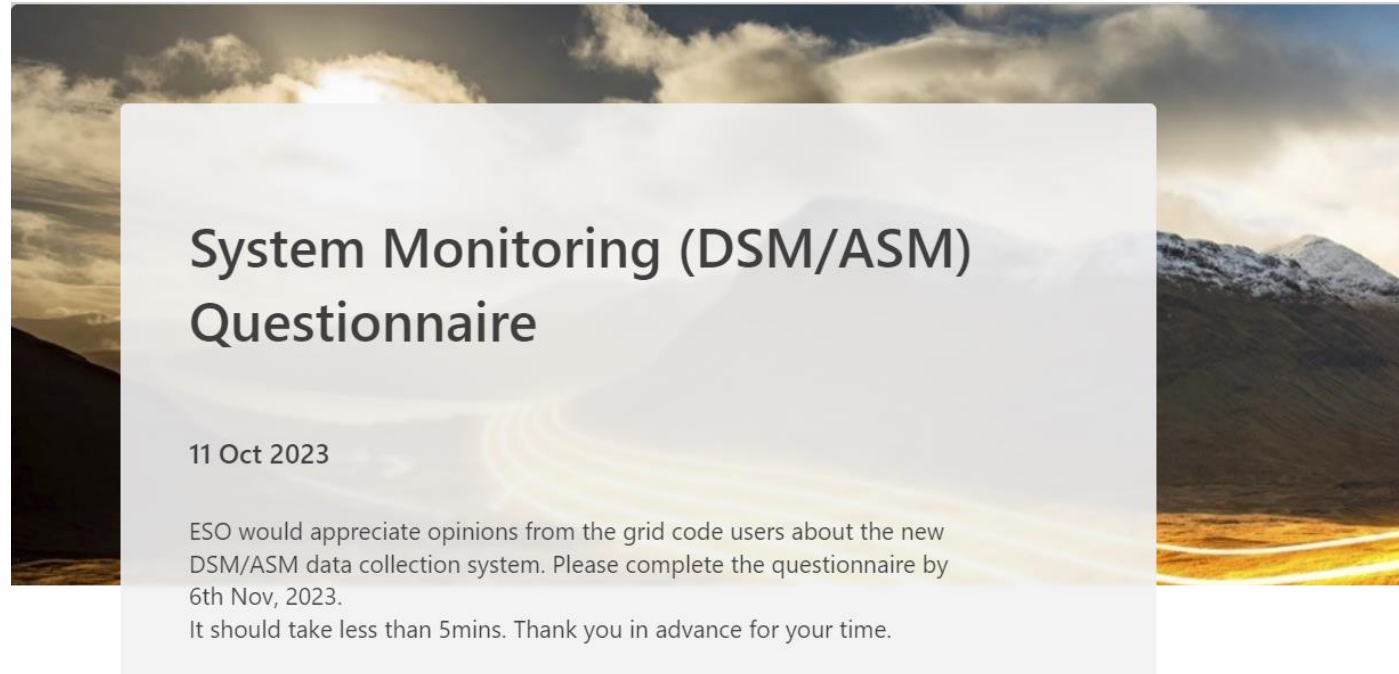 System Monitoring (DSM/ASM)
Questionnaire
11 Oct 2023
ESO would appreciate opinions from the grid code users about the new
DSM/ASM data collection system. Please complete the questionnaire by
6th Nov, 2023.
It should take less than 5mins. Thank you in advance for your time.